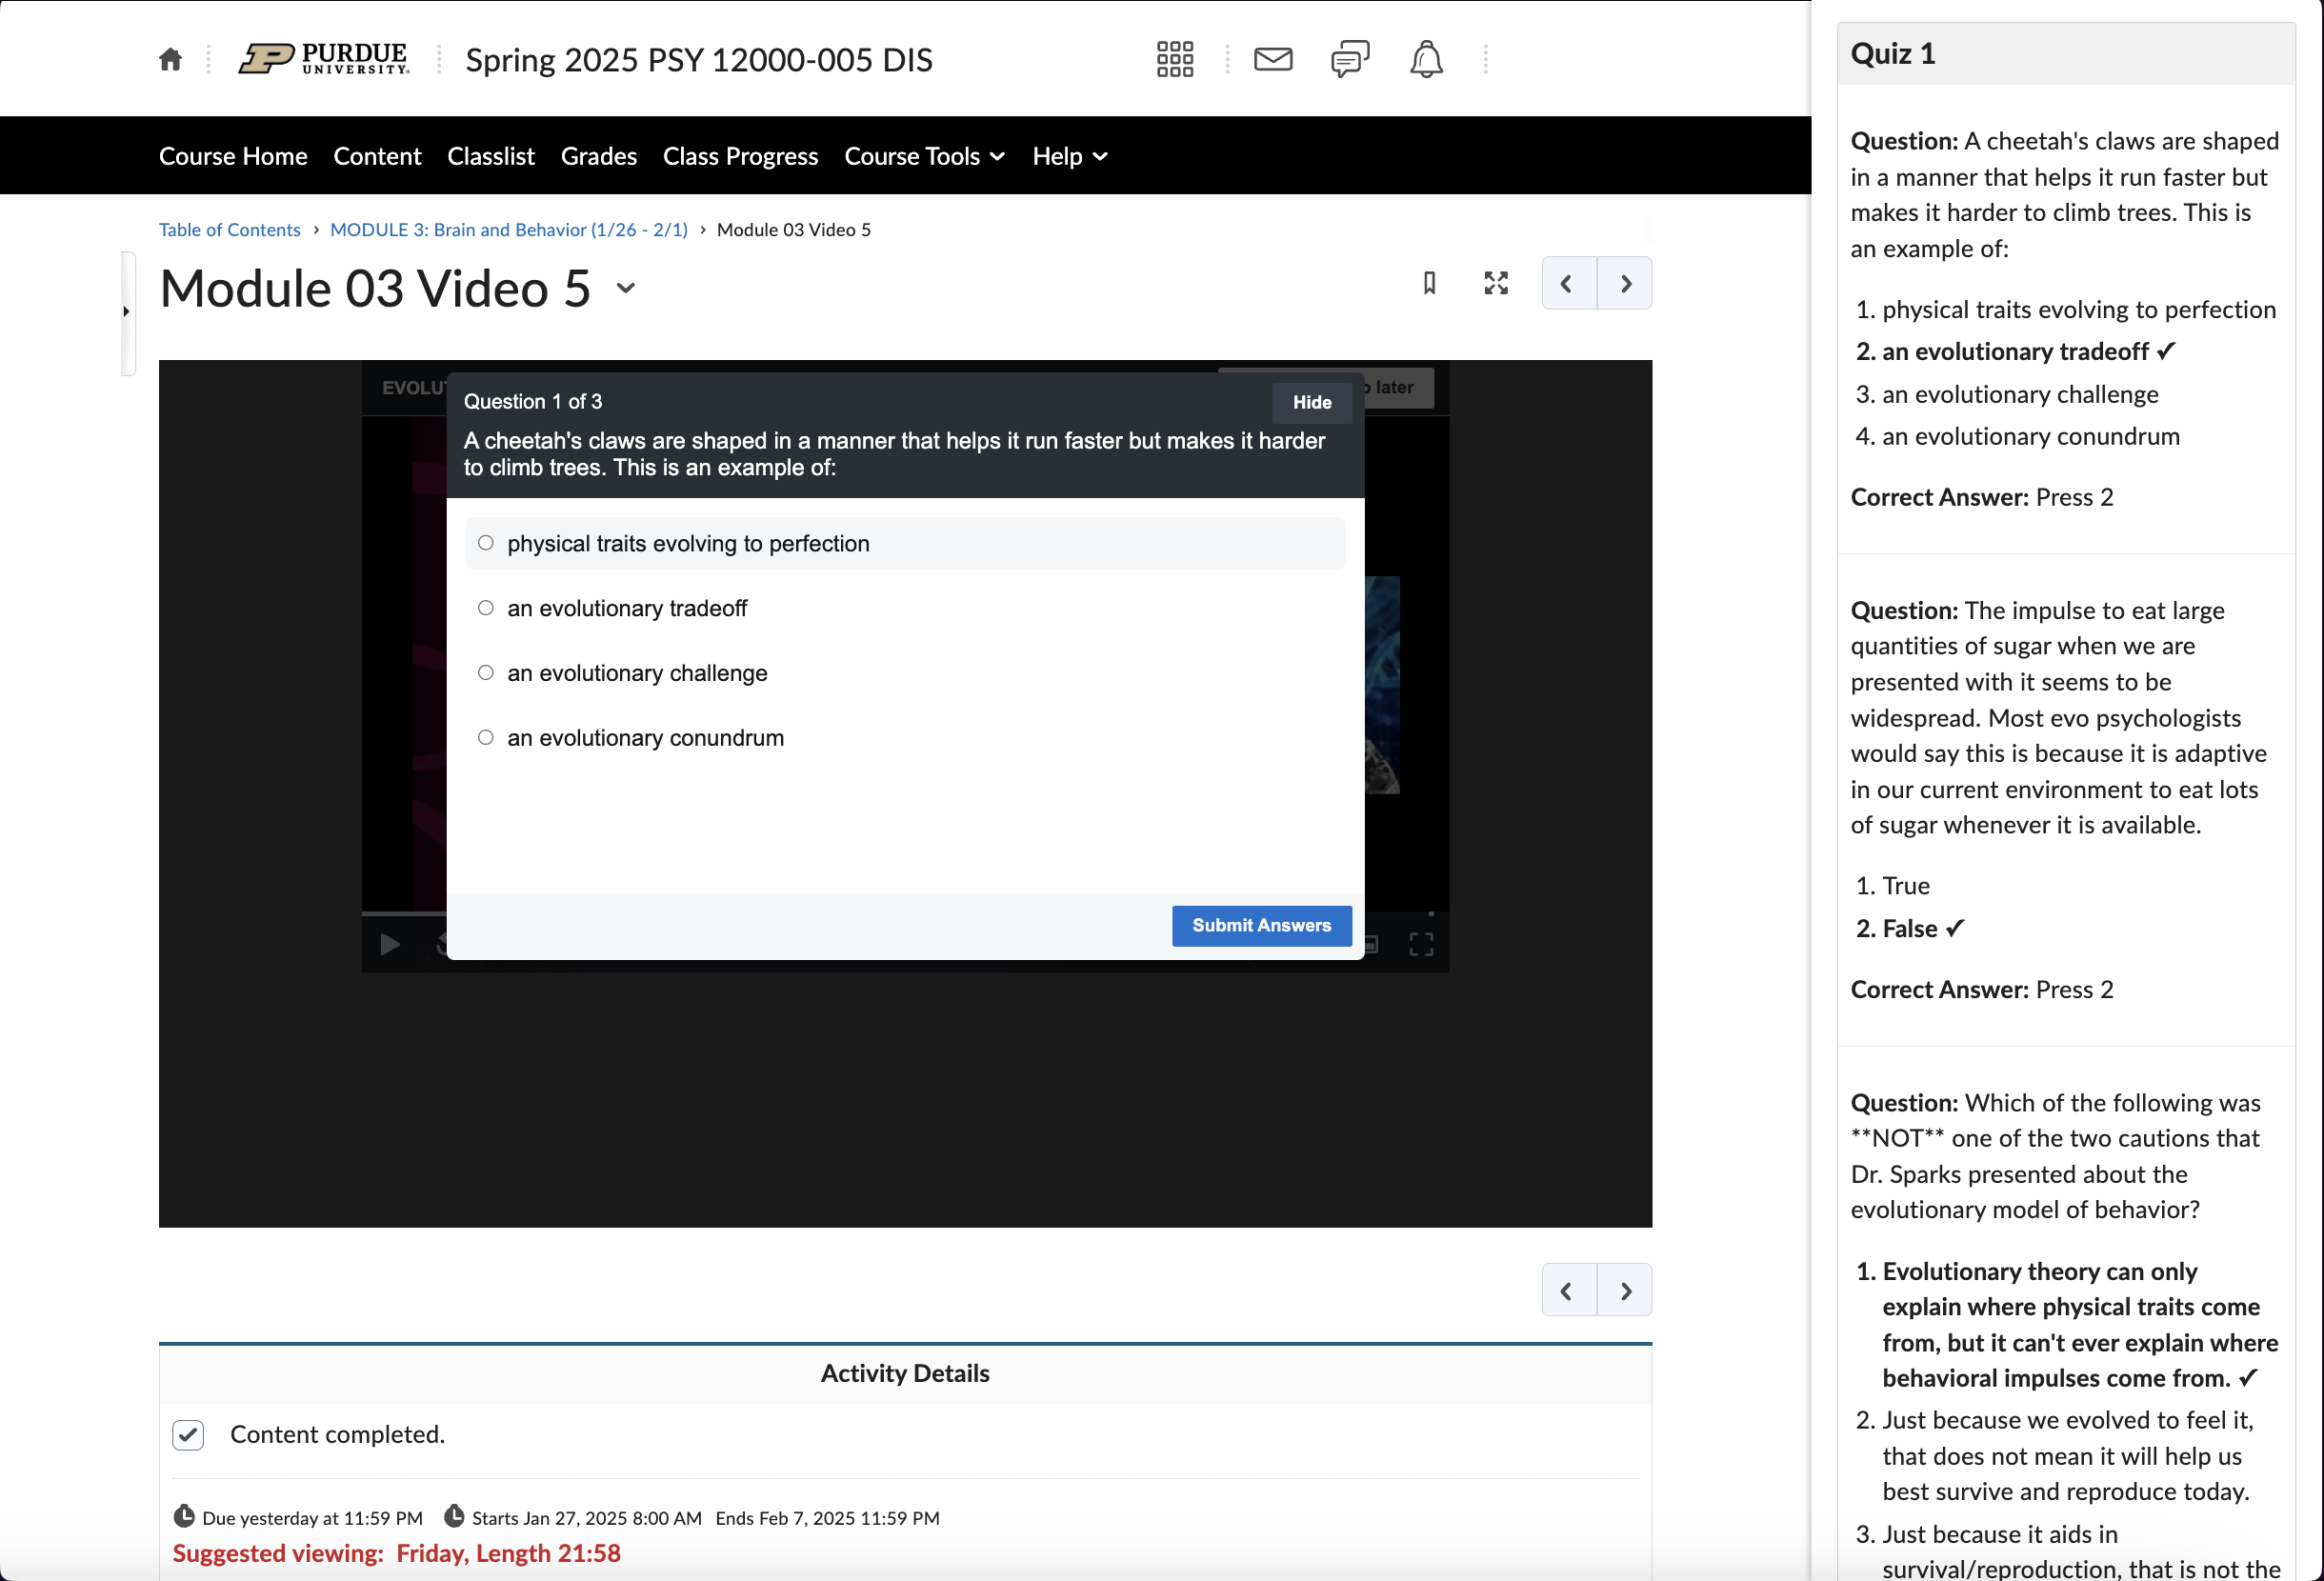 PURDUE
UNIVERSITY.
Spring 2025 PSY 12000-005 DIS
Course Home Content Classlist Grades Class Progress Course Tools Help
Table of Contents › MODULE 3: Brain and Behavior (1/26 - 2/1) › Module 03 Video 5
Module 03 Video 5
EVOLU
later
Question 1 of 3
Hide
A cheetah's claws are shaped in a manner that helps it run faster but makes it harder
to climb trees. This is an example of:
physical traits evolving to perfection
an evolutionary tradeoff
an evolutionary challenge
an evolutionary conundrum
Submit Answers
Activity Details
Content completed.
Due yesterday at 11:59 PM Starts Jan 27, 2025 8:00 AM Ends Feb 7, 2025 11:59 PM
Suggested viewing: Friday, Length 21:58
Quiz 1
Question: A cheetah's claws are shaped
in a manner that helps it run faster but
makes it harder to climb trees. This is
an example of:
1. physical traits evolving to perfection
2. an evolutionary tradeoff ✓
3. an evolutionary challenge
4. an evolutionary conundrum
Correct Answer: Press 2
Question: The impulse to eat large
quantities of sugar when we are
presented with it seems to be
widespread. Most evo psychologists
would say this is because it is adaptive
in our current environment to eat lots
of sugar whenever it is available.
1. True
2. False ✓
Correct Answer: Press 2
Question: Which of the following was
**NOT** one of the two cautions that
Dr. Sparks presented about the
evolutionary model of behavior?
1. Evolutionary theory can only
explain where physical traits come
from, but it can't ever explain where
behavioral impulses come from. ✓
2. Just because we evolved to feel it,
that does not mean it will help us
best survive and reproduce today.
3. Just because it aids in
survival/reproduction, that is not the